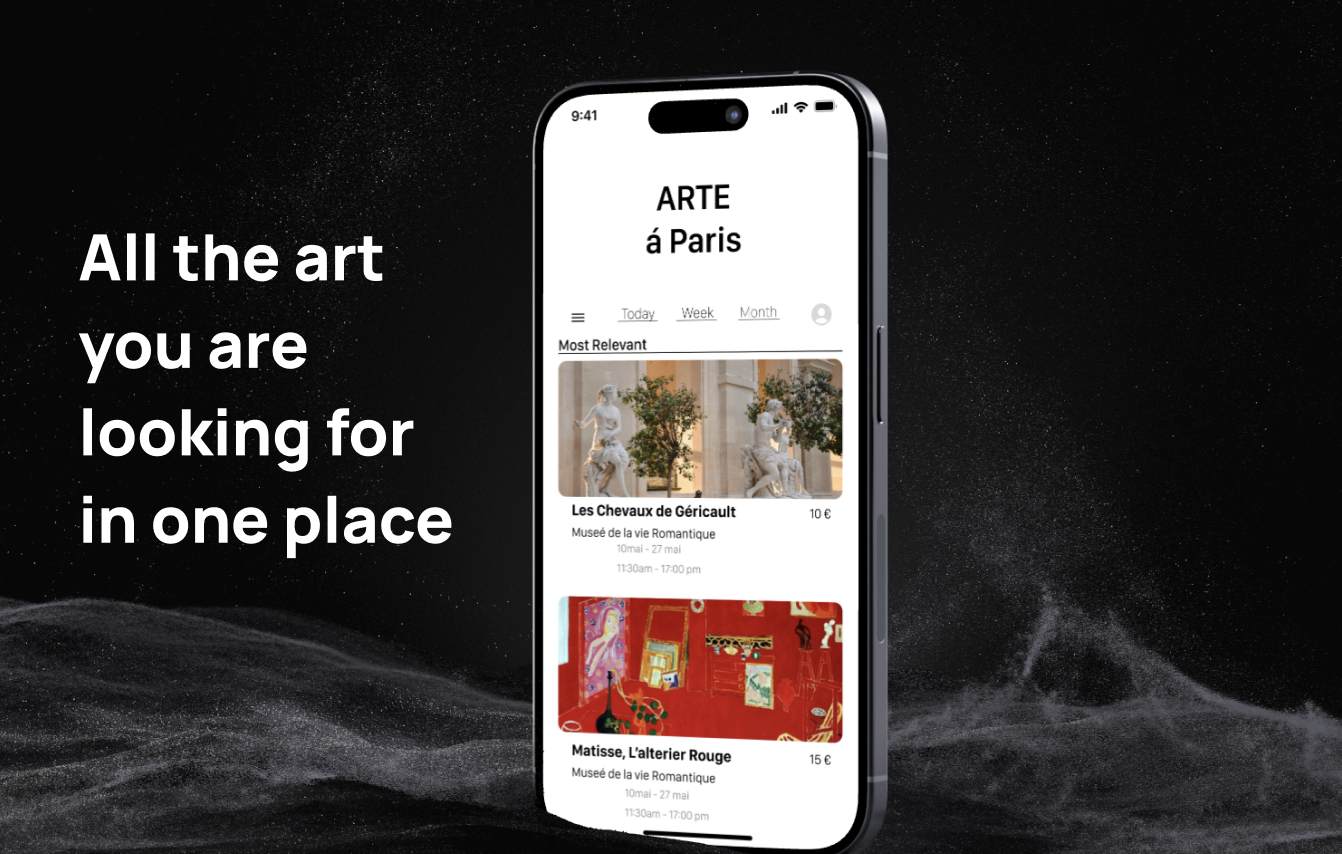 All the art
you are
looking for
in one place
9:41
ARTE
á Paris
Today Week Month
Most Relevant
Les Chevaux de Géricault 10 €
Museé de la vie Romantique
10mai - 27 mai
11:30am - 17:00 pm
Matisse, L'alterier Rouge 15 €
Museé de la vie Romantique
10mai - 27 mai
11:30am - 17:00 pm